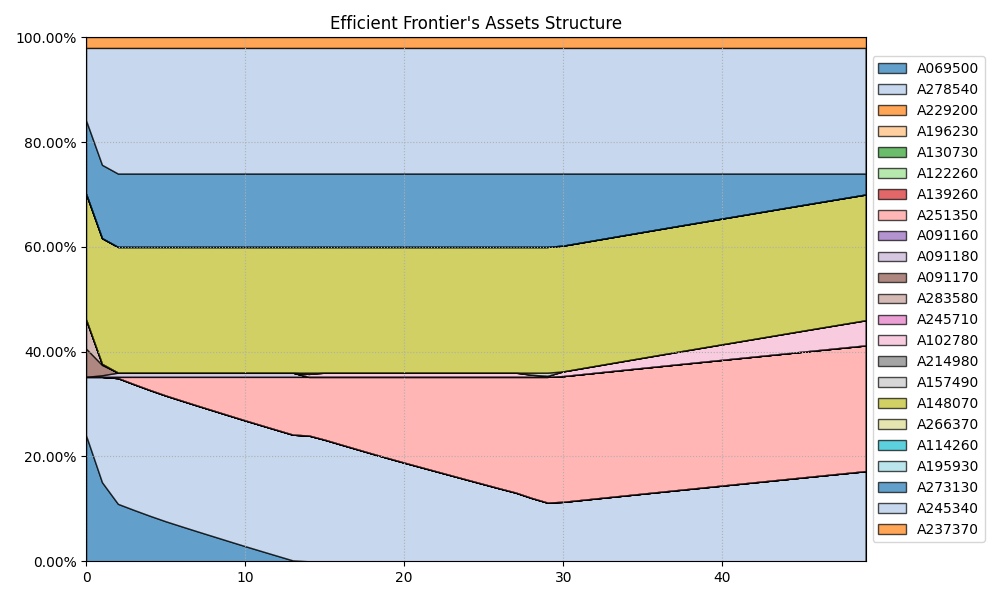 Efficient Frontier's Assets Structure
100.00%
80.00%
60.00%
40.00%
20.00%
0.00%
0
10
20
30
40
A069500
A278540
A229200
A196230
A130730
A122260
A139260
A251350
A091160
A091180
A091170
A283580
A245710
A102780
A214980
A157490
A148070
A266370
A114260
A195930
A273130
A245340
A237370